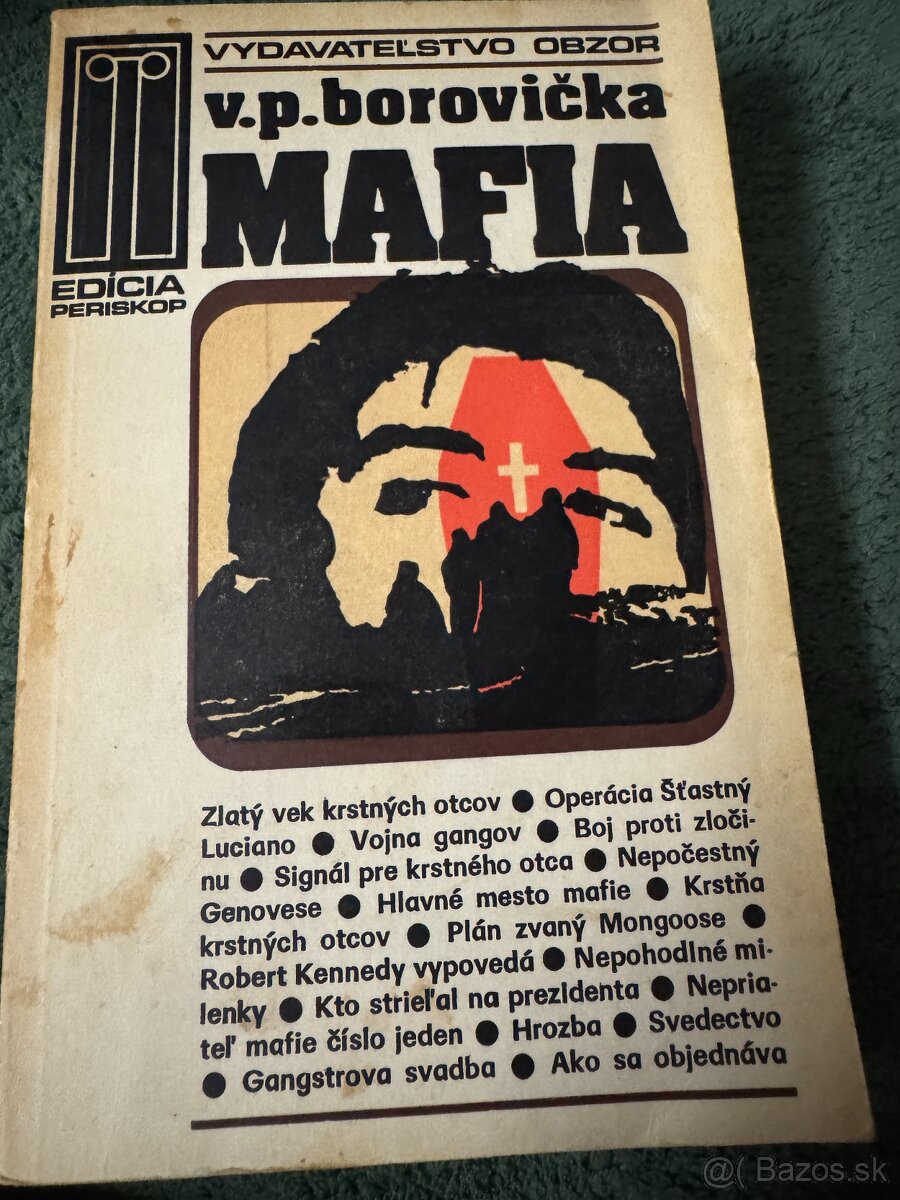 VYDAVATEĽSTVO OBZOR
v.p.borovička
MAFIA
EDÍCIA
PERISKOP
Zlatý vek krstných otcov ● Operácia Šťastný
Luciano ● Vojna gangov ● Boj proti zloči-
nu ● Signál pre krstného otca ● Nepočestný
Genovese ● Hlavné mesto mafie ● Krstňa
krstných otcov ● Plán zvaný Mongoose ●
Robert Kennedy vypovedá ● Nepohodlné mi-
lenky ● Kto strieľal na prezidenta ● Nepria-
teľ mafie číslo jeden ● Hrozba ● Svedectvo
● Gangstrova svadba ● Ako sa objednáva
@( Bazos.sk